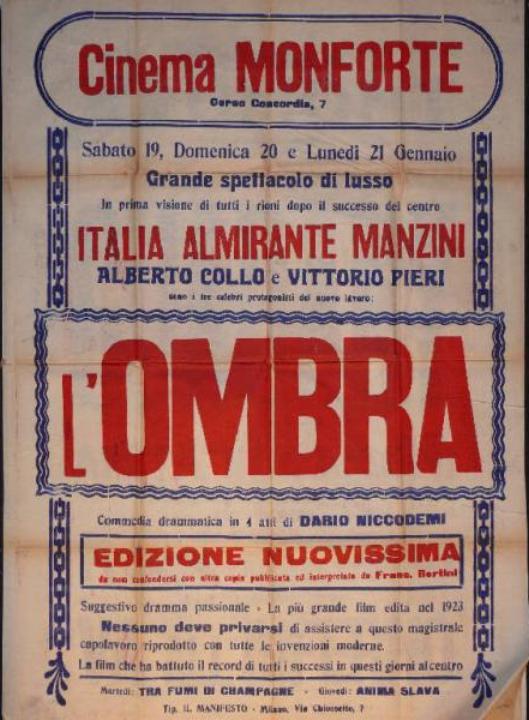 Cinema MONFORTE
Corso Concordia, 7
Sabato 19, Domenica 20 e Lunedì 21 Gennaio
Grande spettacolo di lusso
In prima visione di tutti i rioni dopo il successo del centro
ITALIA ALMIRANTE MANZINI
ALBERTO COLLO e VITTORIO PIERI
sono i tre celebri protagonisti del nuovo lavoro:
L'OMBRA
Commedia drammatica in 4 atti di DARIO NICCODEMI
EDIZIONE NUOVISSIMA
da non confondersi con altra copia pubblicata ed interpretata da Franc. Bertini
Suggestivo dramma passionale - La più grande film edita nel 1923
Nessuno deve privarsi di assistere a questo magistrale
capolavoro riprodotto con tutte le invenzioni moderne.
La film che ha battuto il record di tutti i successi in questi giorni al centro
Martedì: TRA FUMI DI CHAMPAGNE - Giovedì: ANIMA SLAVA
Tip. IL MANIFESTO - Milano, Via Chiossetto, 7